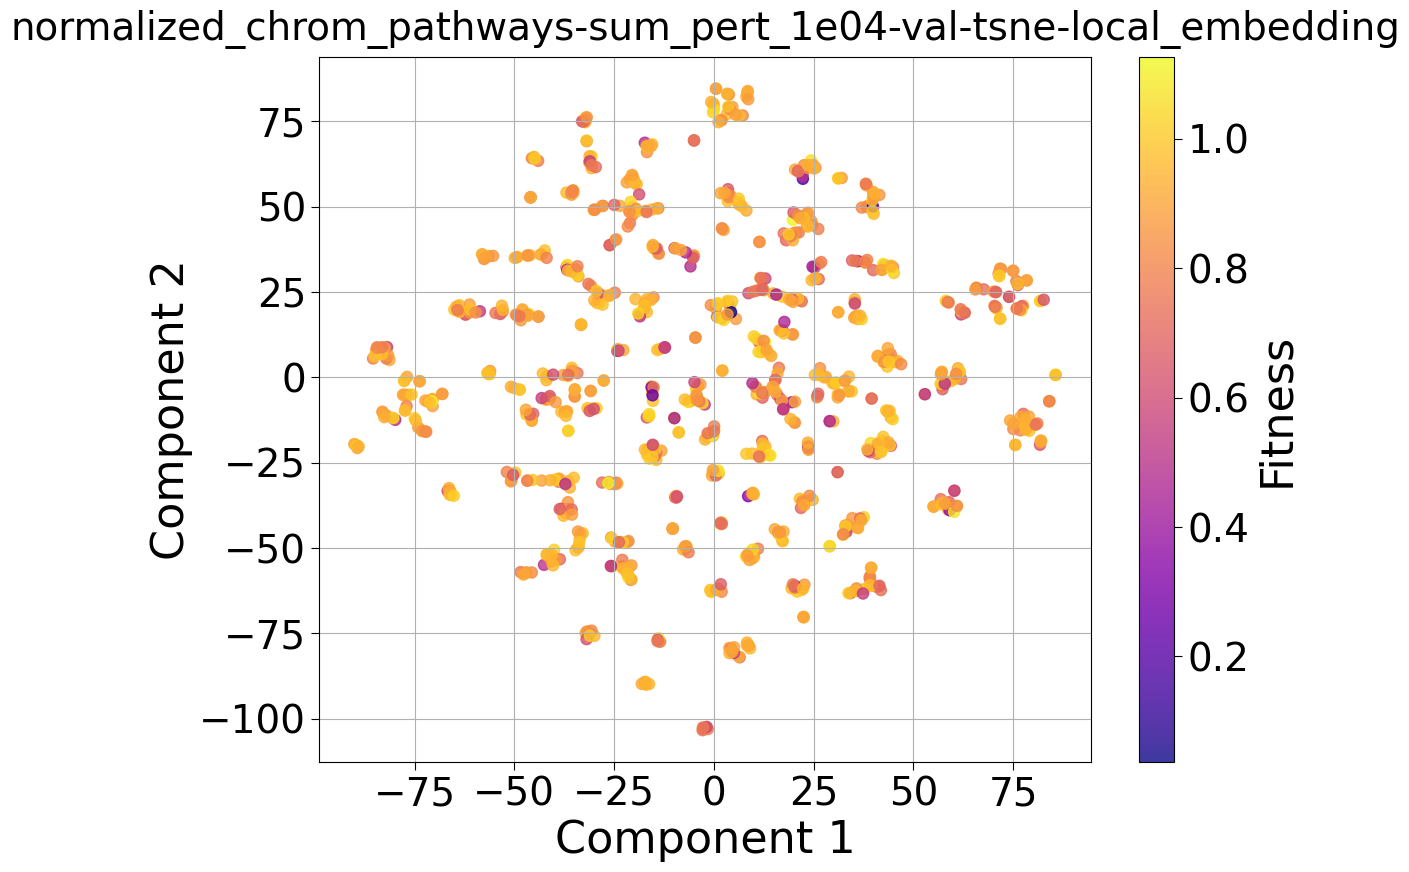 normalized_chrom_pathways-sum_pert_1e04-val-tsne-local_embedding
75
50
25
0
−25
−50
−75
−100
Component 2
−75 −50 −25 0 25 50 75
Component 1
1.0
0.8
0.6
0.4
0.2
Fitness